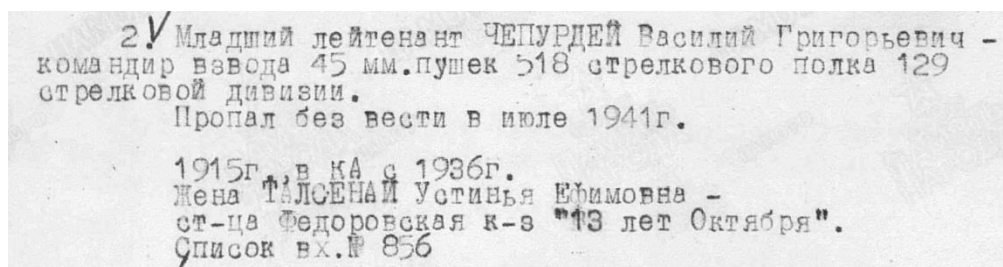 2. Младший лейтенант ЧЕПУРДЕЙ Василий Григорьевич -
командир взвода 45 мм.пушек 518 стрелкового полка 129
стрелковой дивизии.
Пропал без вести в июле 1941г.
1915г.,в КА с 1936г.
Жена ТАЛСЕНАЙ Устинья Ефимовна -
ст-ца Федоровская к-з "13 лет Октября".
Список вх.№ 856